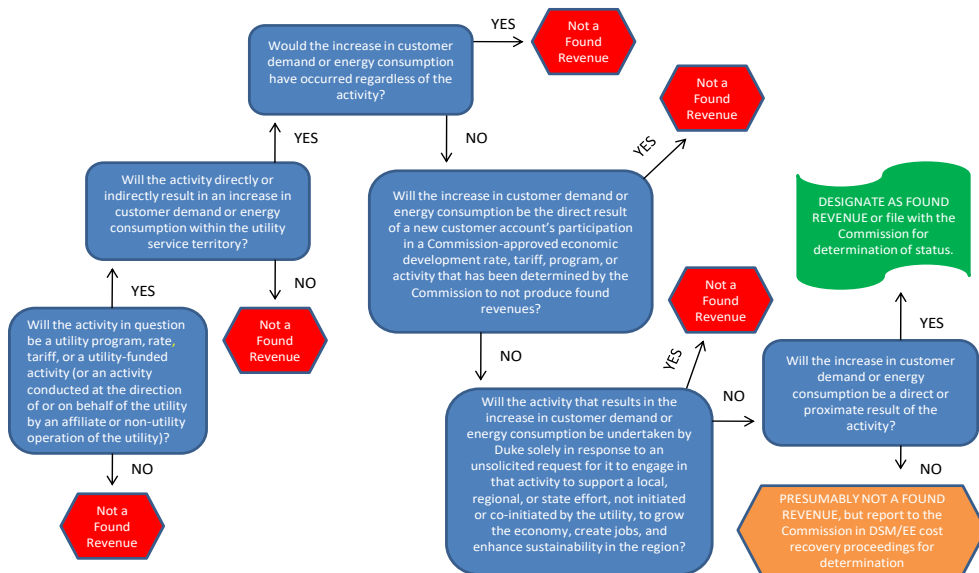 Would the increase in customer
demand or energy consumption
have occurred regardless of the
activity?
YES
Not a
Found
Revenue
NO
YES
Not a
Found
Revenue
YES
Will the activity directly or
indirectly result in an increase in
customer demand or energy
consumption within the utility
service territory?
NO
Not a
Found
Revenue
YES
Will the activity in question
be a utility program, rate,
tariff, or a utility-funded
activity (or an activity
conducted at the direction
of or on behalf of the utility
by an affiliate or non-utility
operation of the utility)?
NO
Not a
Found
Revenue
Will the increase in customer demand or
energy consumption be the direct result
of a new customer account's participation
in a Commission-approved economic
development rate, tariff, program, or
activity that has been determined by the
Commission to not produce found
revenues?
NO
YES
Not a
Found
Revenue
Will the activity that results in the
increase in customer demand or
energy consumption be undertaken by
Duke solely in response to an
unsolicited request for it to engage in
that activity to support a local,
regional, or state effort, not initiated
or co-initiated by the utility, to grow
the economy, create jobs, and
enhance sustainability in the region?
NO
DESIGNATE AS FOUND
REVENUE or file with the
Commission for
determination of status.
YES
Will the increase in customer
demand or energy
consumption be a direct or
proximate result of the
activity?
NO
PRESUMABLY NOT A FOUND
REVENUE, but report to the
Commission in DSM/EE cost
recovery proceedings for
determination